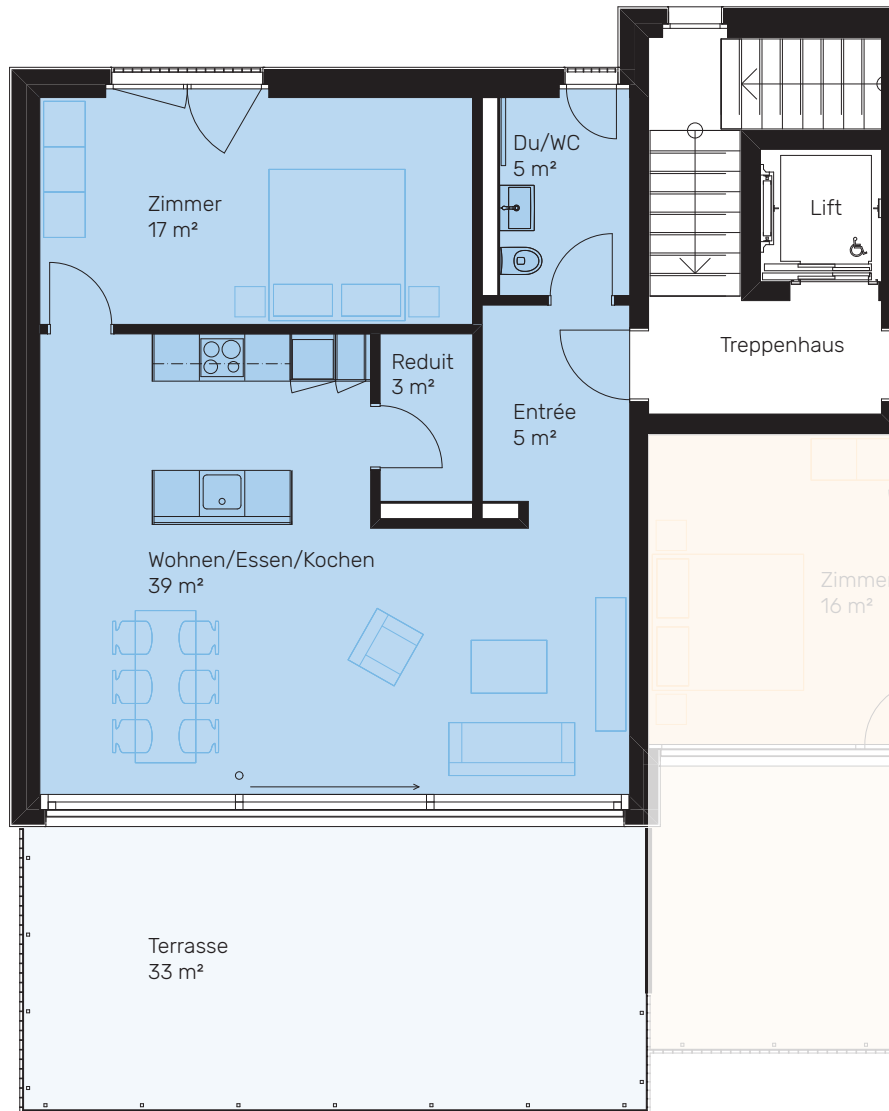 Du/WC
5 m²
Zimmer
17 m²
Lift
Treppenhaus
Reduit
3 m²
Entrée
5 m²
Wohnen/Essen/Kochen
39 m²
Zimmer
16 m²
Terrasse
33 m²